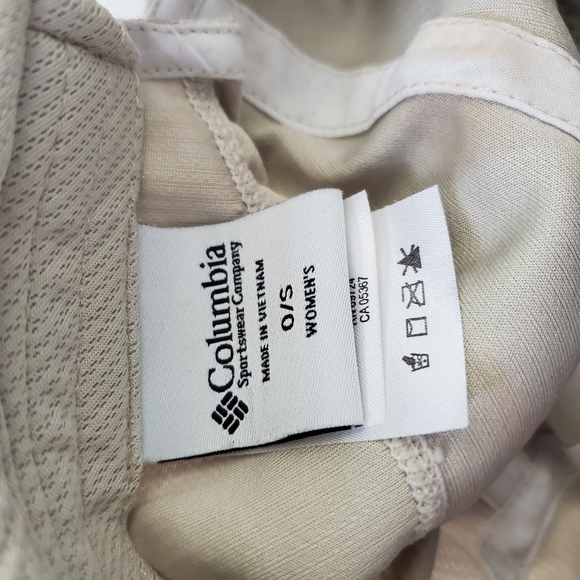 Columbia
Sportswear Company
MADE IN VIETNAM
O/S
WOMEN'S
CA 05367